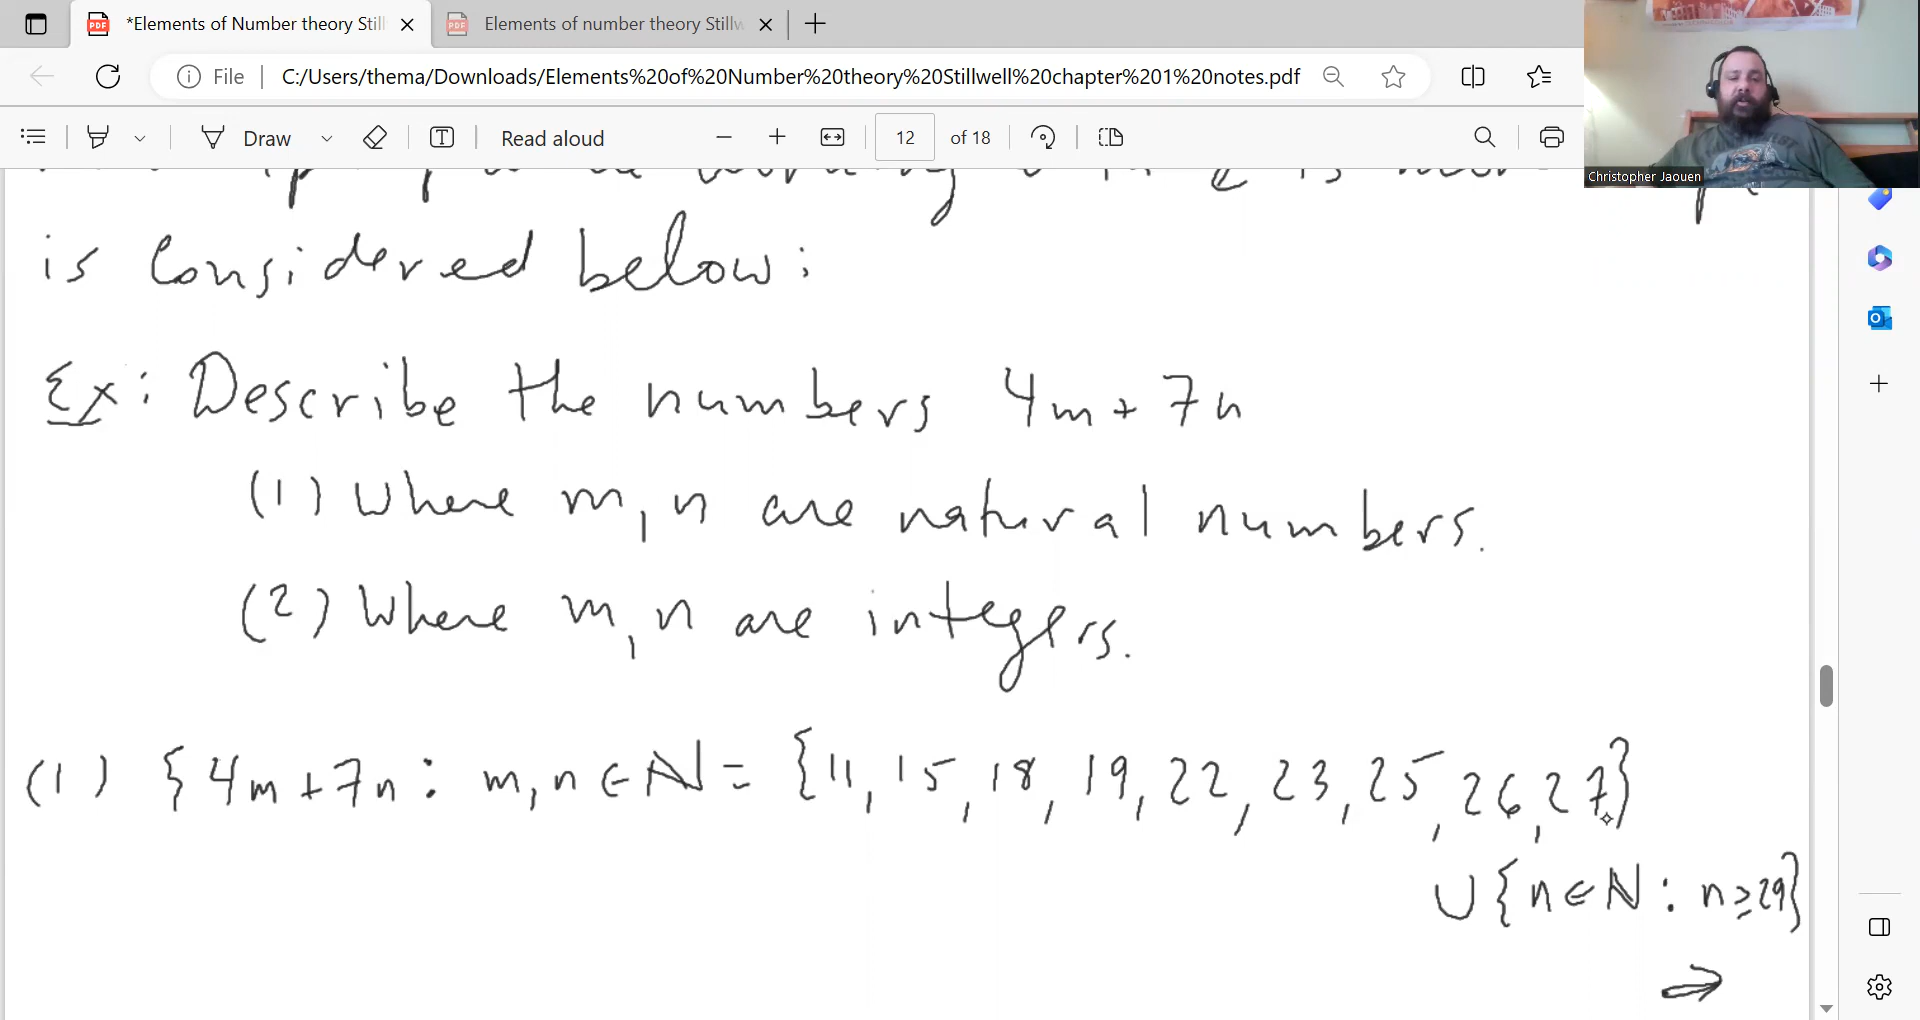 *Elements of Number theory Still
Elements of number theory Stillw
File
C:/Users/thema/Downloads/Elements%20of%20Number%20theory%20Stillwell%20chapter%201%20notes.pdf
Draw
Read aloud
12 of 18
Christopher Jaouen
is considered below:
Ex: Describe the numbers 4m+7n
(1) Where m,n are natural numbers.
(2) Where m,n are integers.
(1) {4m+7n: m,n∈ℕ = {11, 15, 18, 19, 22, 23, 25, 26, 27}
∪{n∈ℕ: n≥29}
→